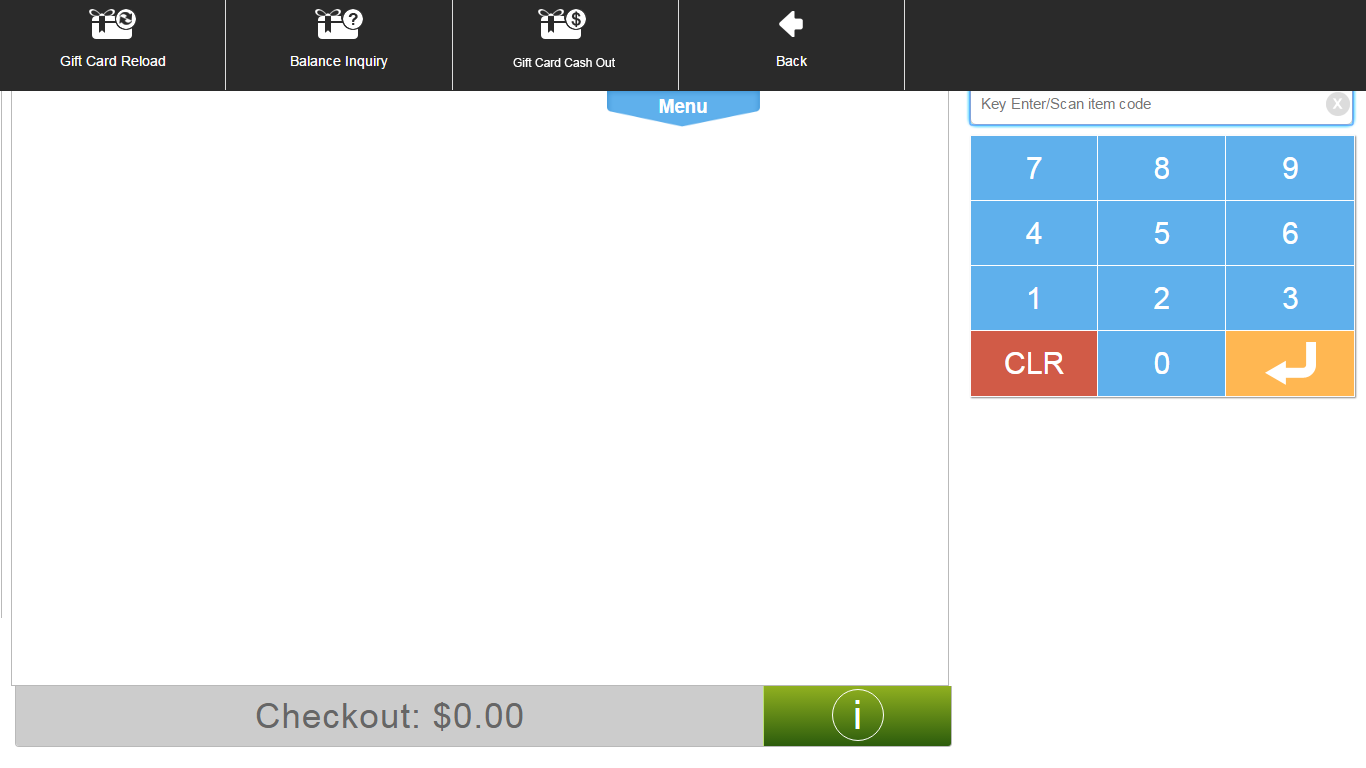 Gift Card Reload
Balance Inquiry
Gift Card Cash Out
Back
Menu
Key Enter/Scan item code
X
7 8 9
4 5 6
1 2 3
CLR 0
Checkout: $0.00
i